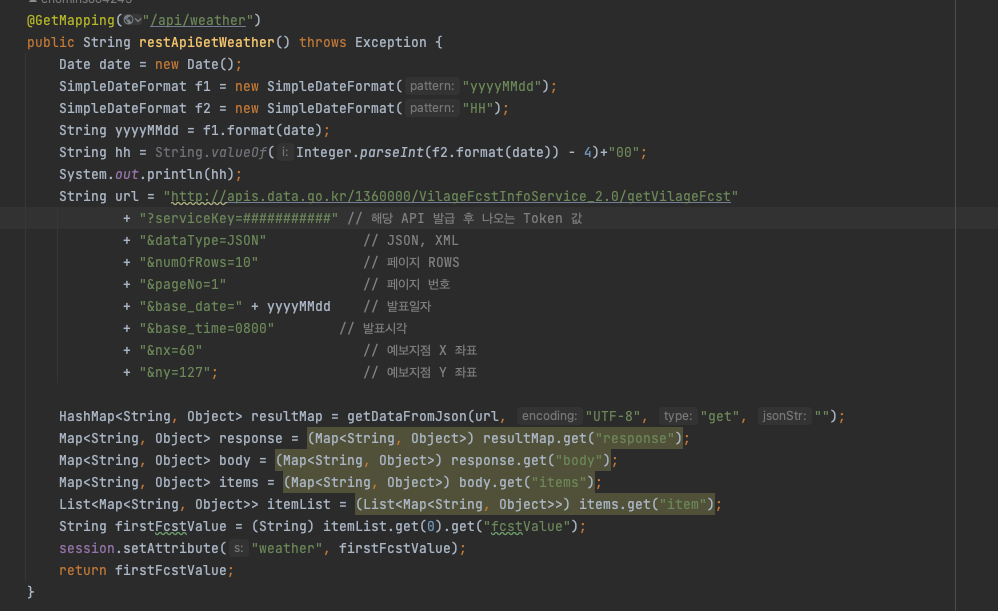 @GetMapping("/api/weather")
public String restApiGetWeather() throws Exception {
Date date = new Date();
SimpleDateFormat f1 = new SimpleDateFormat( pattern: "yyyyMMdd");
SimpleDateFormat f2 = new SimpleDateFormat( pattern: "HH");
String yyyyMMdd = f1.format(date);
String hh = String.valueOf( i: Integer.parseInt(f2.format(date)) - 4)+"00";
System.out.println(hh);
String url = "http://apis.data.go.kr/1360000/VilageFcstInfoService_2.0/getVilageFcst"
+ "?serviceKey=###########" // 해당 API 발급 후 나오는 Token 값
+ "&dataType=JSON" // JSON, XML
+ "&numOfRows=10" // 페이지 ROWS
+ "&pageNo=1" // 페이지 번호
+ "&base_date=" + yyyyMMdd // 발표일자
+ "&base_time=0800" // 발표시각
+ "&nx=60" // 예보지점 X 좌표
+ "&ny=127"; // 예보지점 Y 좌표
HashMap<String, Object> resultMap = getDataFromJson(url, encoding: "UTF-8", type: "get", jsonStr: "");
Map<String, Object> response = (Map<String, Object>) resultMap.get("response");
Map<String, Object> body = (Map<String, Object>) response.get("body");
Map<String, Object> items = (Map<String, Object>) body.get("items");
List<Map<String, Object>> itemList = (List<Map<String, Object>>) items.get("item");
String firstFcstValue = (String) itemList.get(0).get("fcstValue");
session.setAttribute( s: "weather", firstFcstValue);
return firstFcstValue;
}